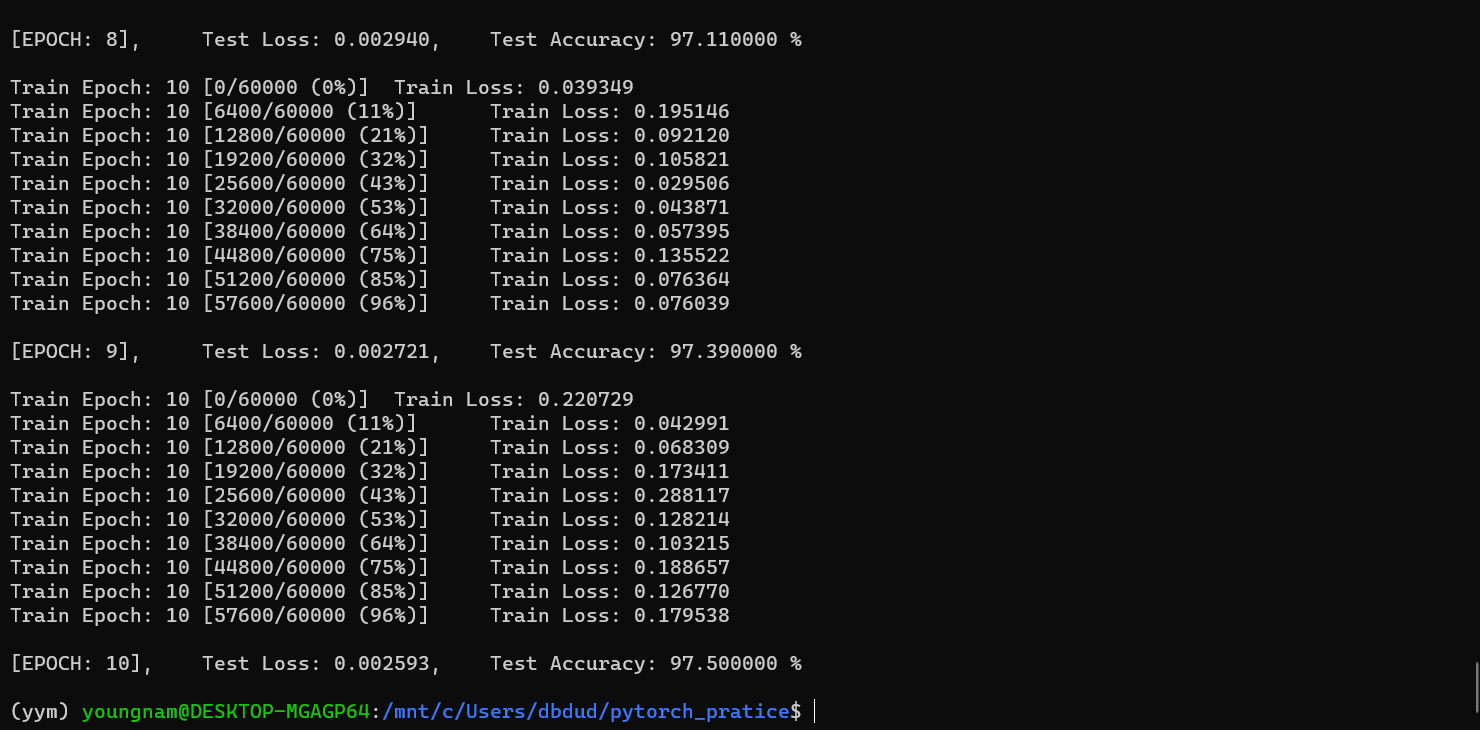 [EPOCH: 8],     Test Loss: 0.002940,    Test Accuracy: 97.110000 %
Train Epoch: 10 [0/60000 (0%)]  Train Loss: 0.039349
Train Epoch: 10 [6400/60000 (11%)]      Train Loss: 0.195146
Train Epoch: 10 [12800/60000 (21%)]     Train Loss: 0.092120
Train Epoch: 10 [19200/60000 (32%)]     Train Loss: 0.105821
Train Epoch: 10 [25600/60000 (43%)]     Train Loss: 0.029506
Train Epoch: 10 [32000/60000 (53%)]     Train Loss: 0.043871
Train Epoch: 10 [38400/60000 (64%)]     Train Loss: 0.057395
Train Epoch: 10 [44800/60000 (75%)]     Train Loss: 0.135522
Train Epoch: 10 [51200/60000 (85%)]     Train Loss: 0.076364
Train Epoch: 10 [57600/60000 (96%)]     Train Loss: 0.076039
[EPOCH: 9],     Test Loss: 0.002721,    Test Accuracy: 97.390000 %
Train Epoch: 10 [0/60000 (0%)]  Train Loss: 0.220729
Train Epoch: 10 [6400/60000 (11%)]      Train Loss: 0.042991
Train Epoch: 10 [12800/60000 (21%)]     Train Loss: 0.068309
Train Epoch: 10 [19200/60000 (32%)]     Train Loss: 0.173411
Train Epoch: 10 [25600/60000 (43%)]     Train Loss: 0.288117
Train Epoch: 10 [32000/60000 (53%)]     Train Loss: 0.128214
Train Epoch: 10 [38400/60000 (64%)]     Train Loss: 0.103215
Train Epoch: 10 [44800/60000 (75%)]     Train Loss: 0.188657
Train Epoch: 10 [51200/60000 (85%)]     Train Loss: 0.126770
Train Epoch: 10 [57600/60000 (96%)]     Train Loss: 0.179538
[EPOCH: 10],    Test Loss: 0.002593,    Test Accuracy: 97.500000 %
(yym) youngnam@DESKTOP-MGAGP64:/mnt/c/Users/dbdud/pytorch_pratice$